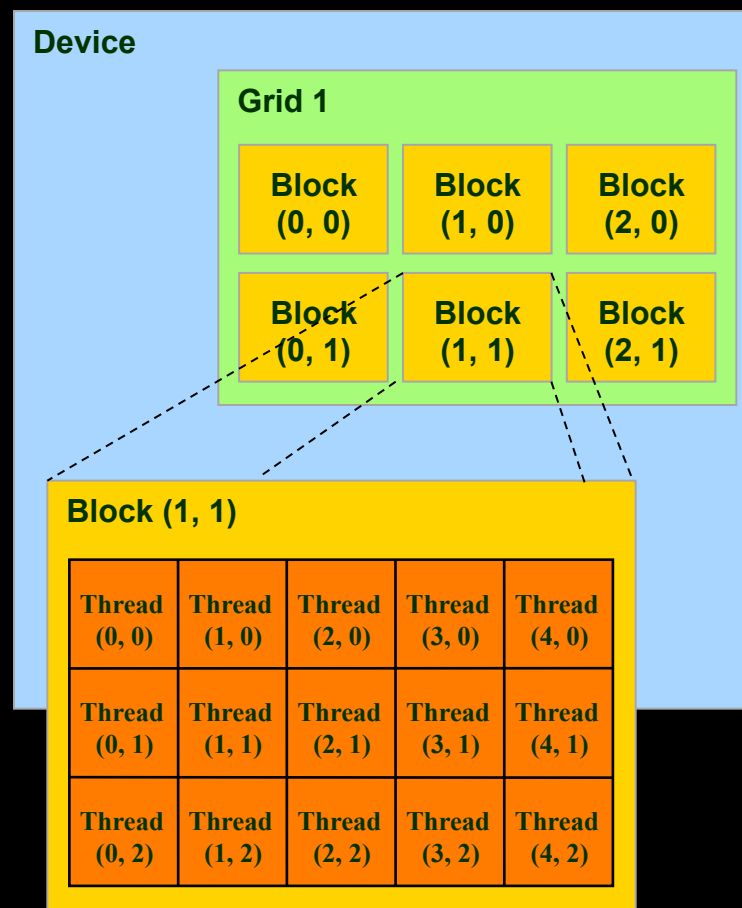 Device
Grid 1
Block Block Block
(0, 0) (1, 0) (2, 0)
Block Block Block
(0, 1) (1, 1) (2, 1)
Block (1, 1)
Thread Thread Thread Thread Thread
(0, 0) (1, 0) (2, 0) (3, 0) (4, 0)
Thread Thread Thread Thread Thread
(0, 1) (1, 1) (2, 1) (3, 1) (4, 1)
Thread Thread Thread Thread Thread
(0, 2) (1, 2) (2, 2) (3, 2) (4, 2)